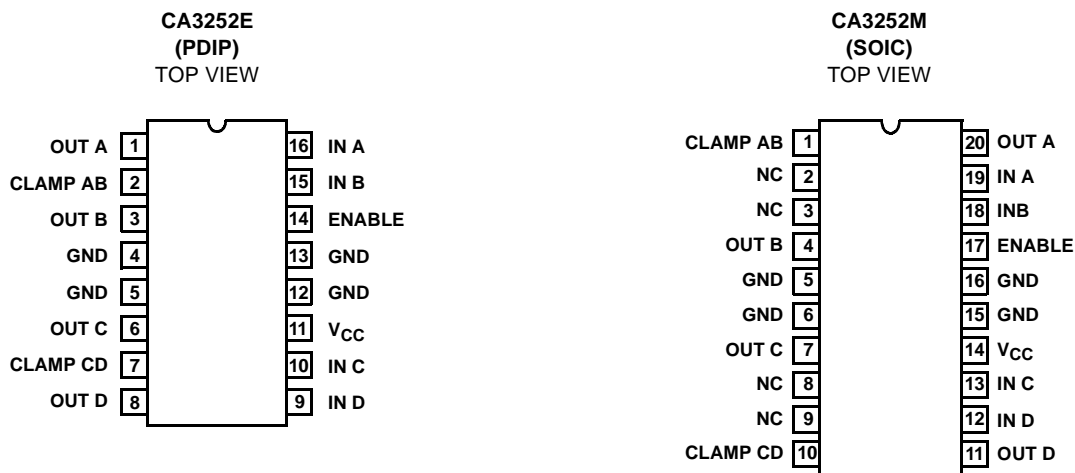 CA3252E
(PDIP)
TOP VIEW
OUT A 1 16 IN A
CLAMP AB 2 15 IN B
OUT B 3 14 ENABLE
GND 4 13 GND
GND 5 12 GND
OUT C 6 11 VCC
CLAMP CD 7 10 IN C
OUT D 8 9 IN D
CA3252M
(SOIC)
TOP VIEW
CLAMP AB 1 20 OUT A
NC 2 19 IN A
NC 3 18 INB
OUT B 4 17 ENABLE
GND 5 16 GND
GND 6 15 GND
OUT C 7 14 VCC
NC 8 13 IN C
NC 9 12 IN D
CLAMP CD 10 11 OUT D